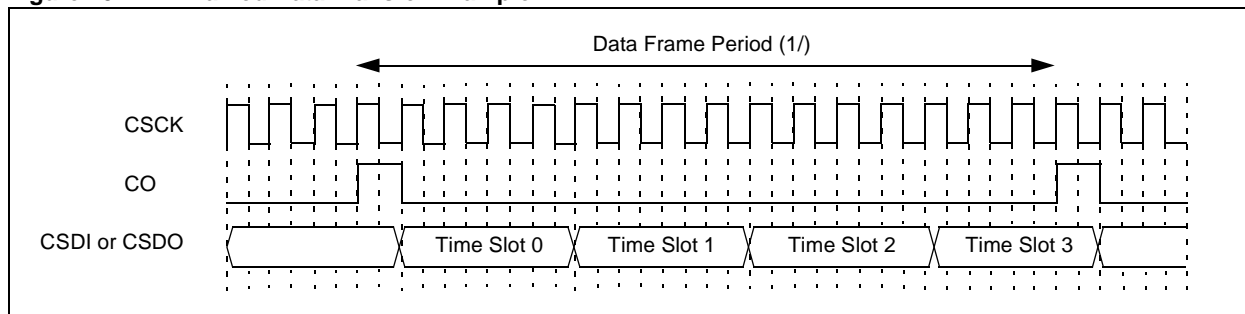 Data Frame Period (1/)
CSCK
CO
CSDI or CSDO
Time Slot 0
Time Slot 1
Time Slot 2
Time Slot 3